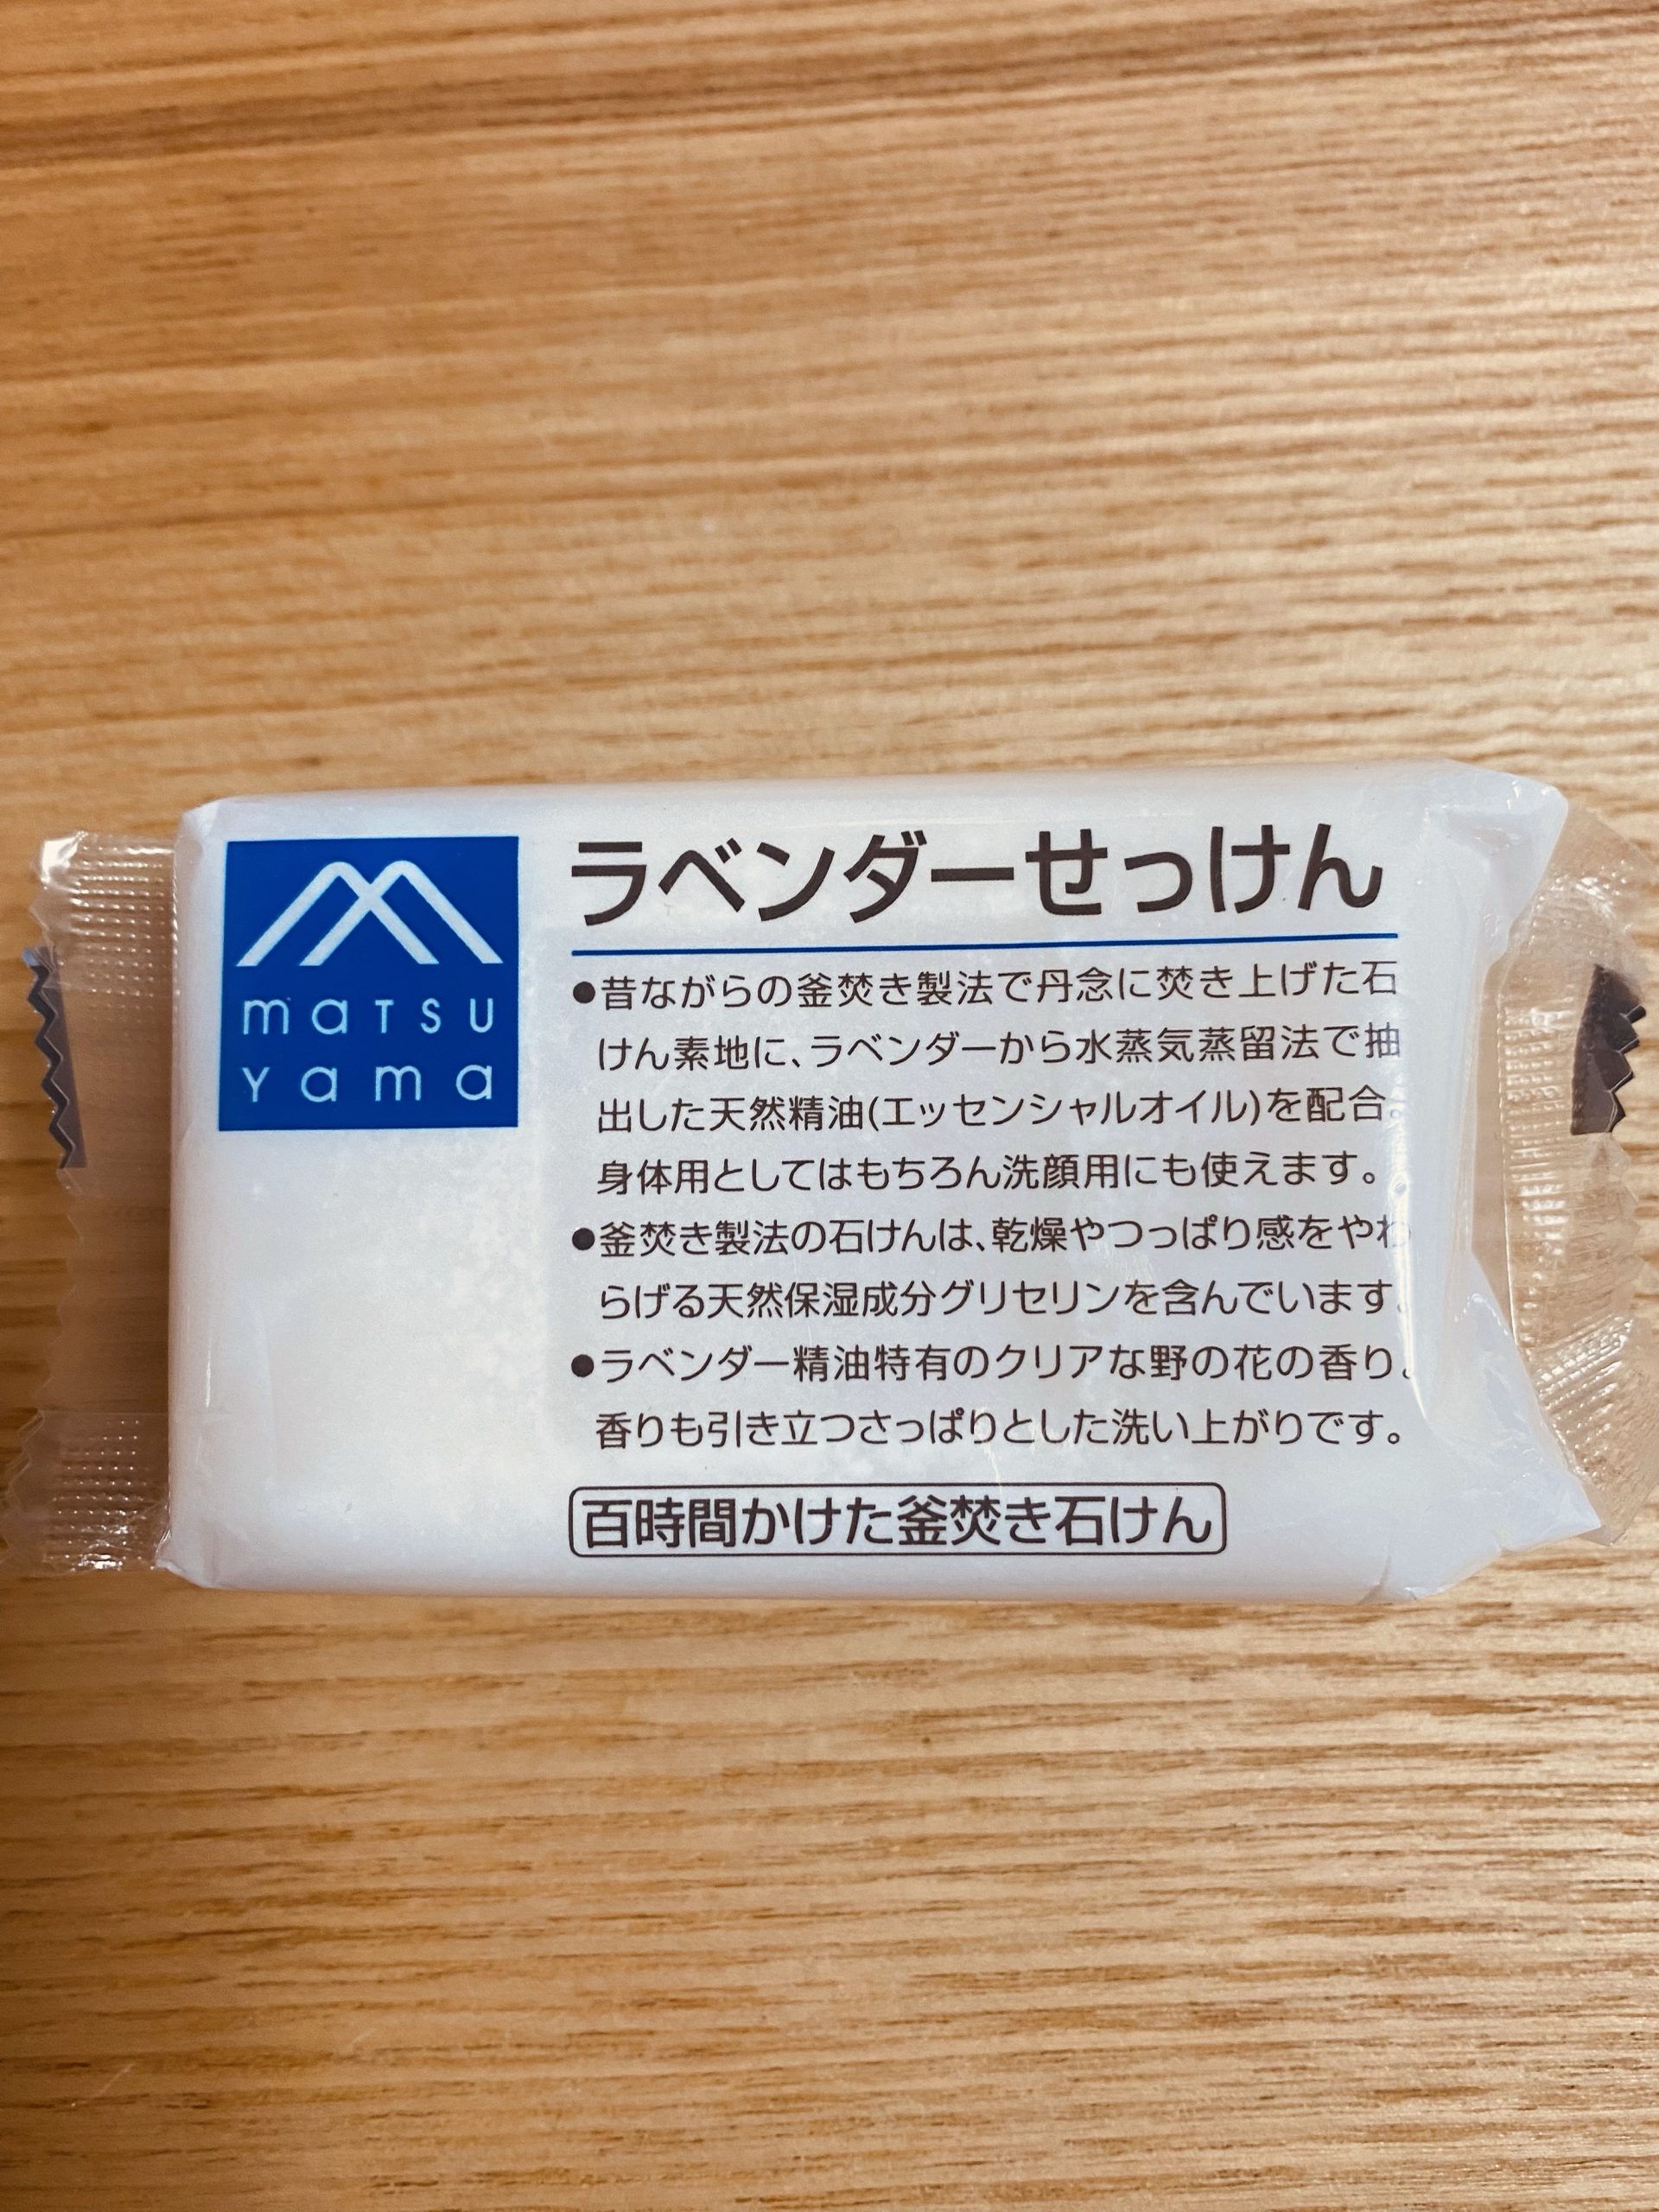 matsu
yama
ラベンダーせっけん
●昔ながらの釜焚き製法で丹念に焚き上げた石
けん素地に、ラベンダーから水蒸気蒸留法で抽
出した天然精油(エッセンシャルオイル)を配合。
身体用としてはもちろん洗顔用にも使えます。
●釜焚き製法の石けんは、乾燥やつっぱり感をやわ
らげる天然保湿成分グリセリンを含んでいます。
●ラベンダー精油特有のクリアな野の花の香り。
香りも引き立つさっぱりとした洗い上がりです。
百時間かけた釜焚き石けん